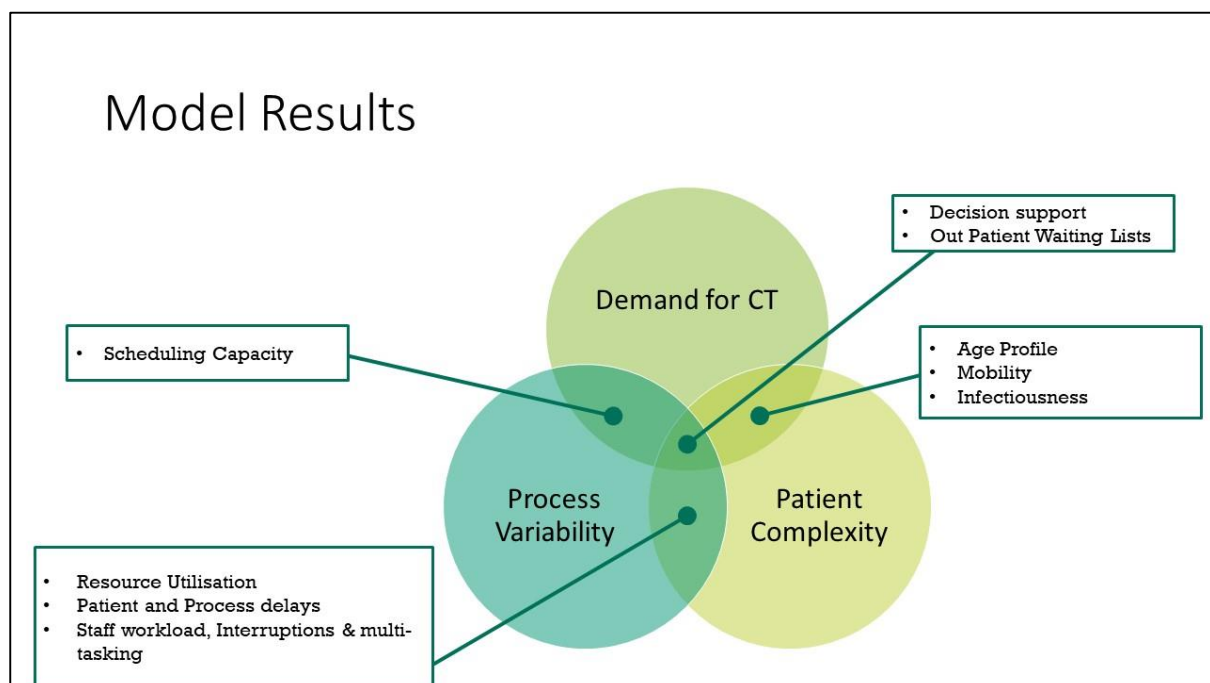 Model Results
• Decision support
• Out Patient Waiting Lists
Demand for CT
• Scheduling Capacity
• Age Profile
• Mobility
• Infectiousness
Process
Variability
Patient
Complexity
• Resource Utilisation
• Patient and Process delays
• Staff workload, Interruptions & multi-
tasking